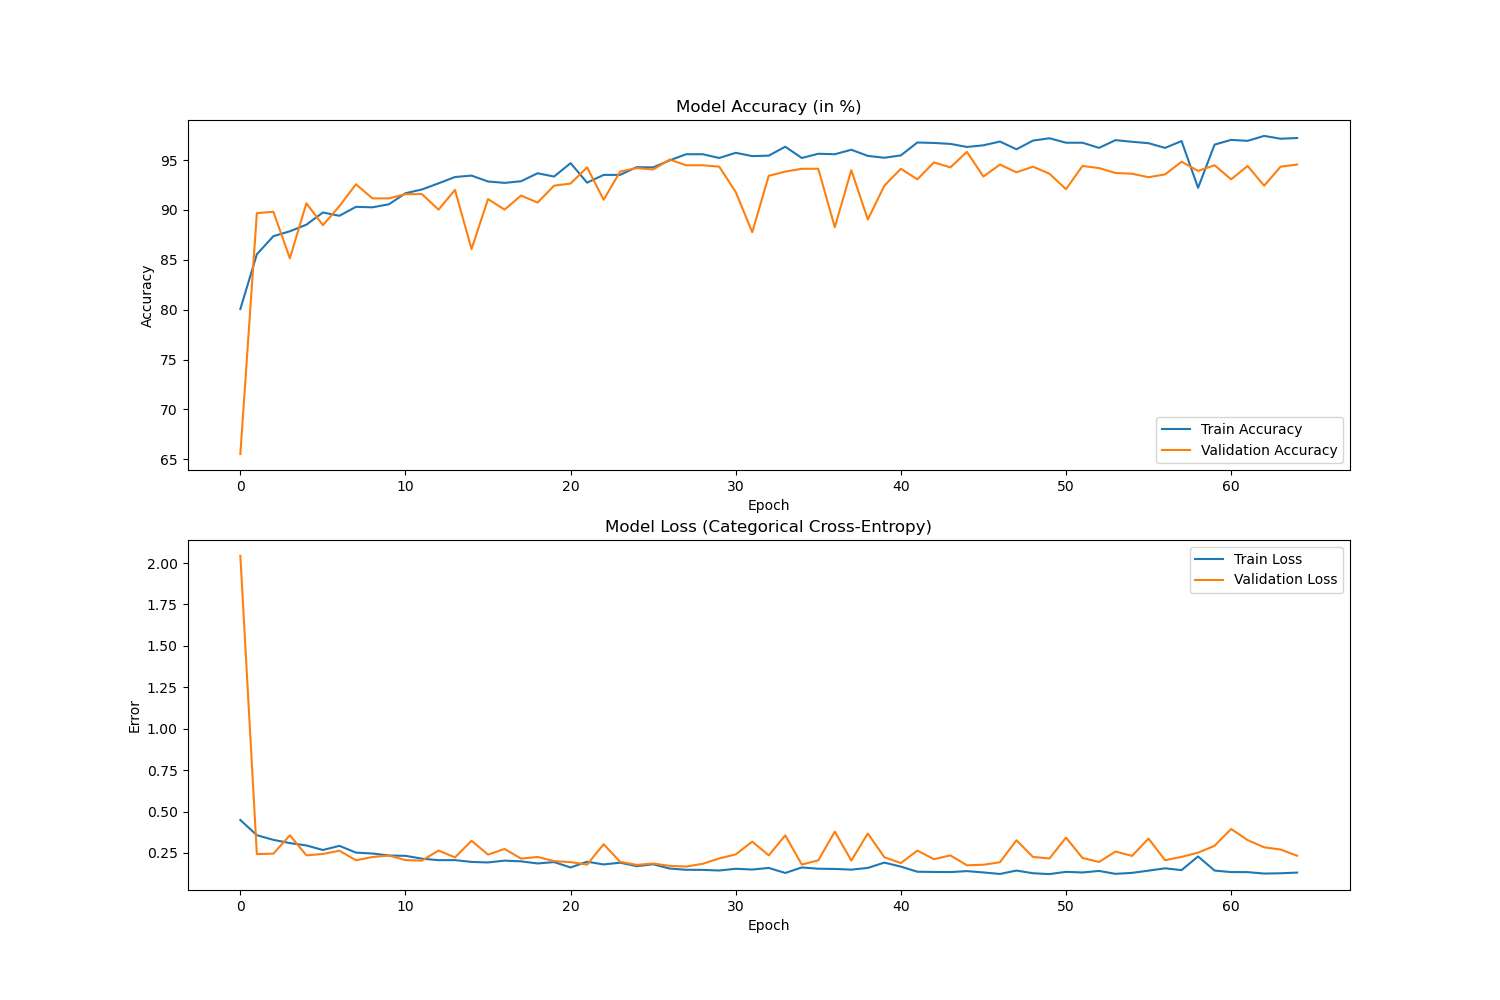 Model Accuracy (in %)
95
90
85
80
75
70
65
Accuracy
Train Accuracy
Validation Accuracy
0 10 20 30 40 50 60
Epoch
Model Loss (Categorical Cross-Entropy)
2.00
1.75
1.50
1.25
1.00
0.75
0.50
0.25
Error
Train Loss
Validation Loss
0 10 20 30 40 50 60
Epoch